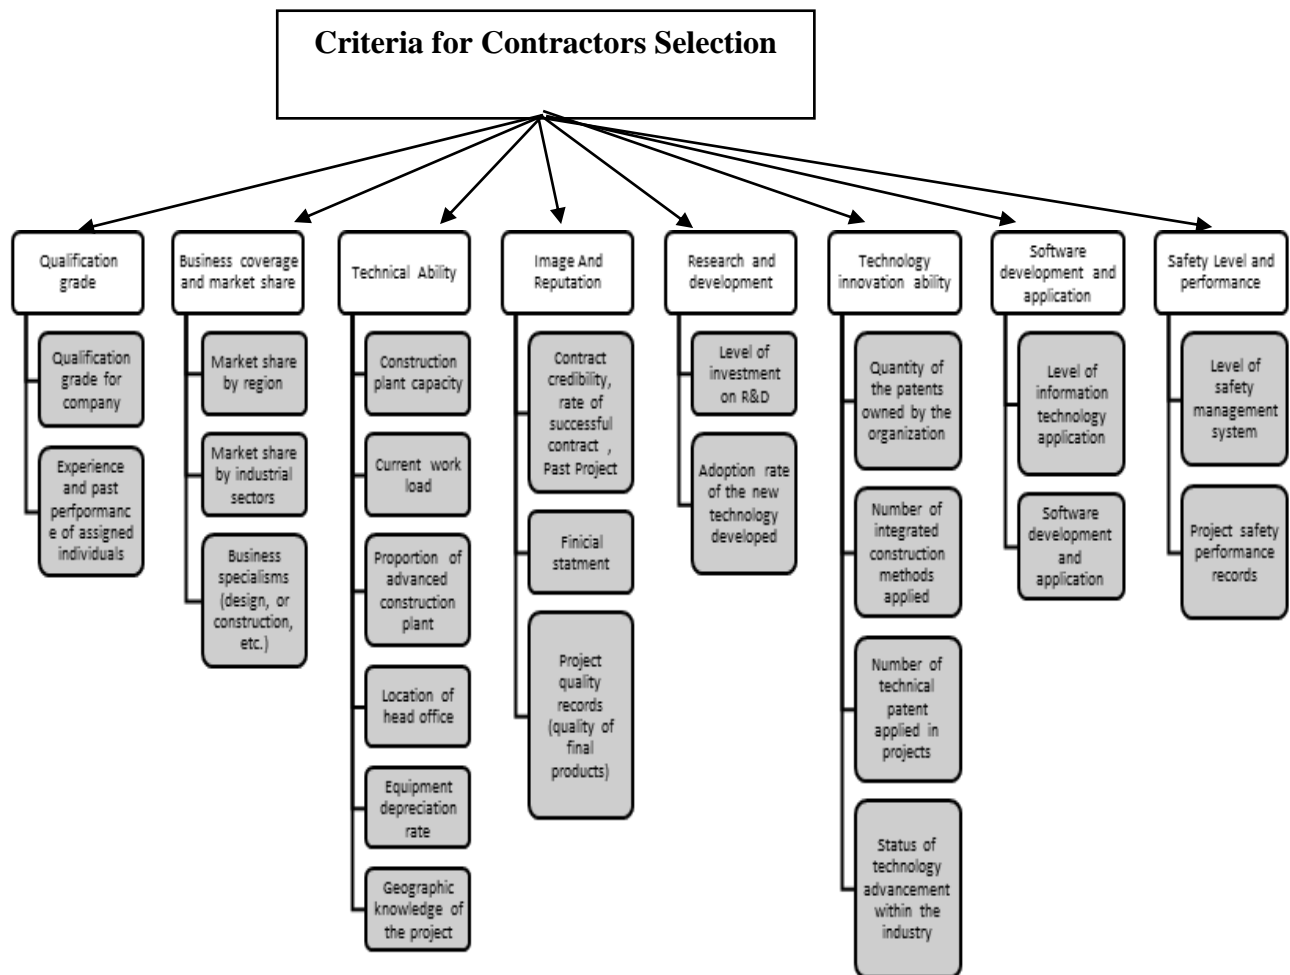 Criteria for Contractors Selection
Qualification
grade
Qualification
grade for
company
Experience
and past
perfpormanc
e of assigned
individuals
Business coverage
and market share
Market share
by region
Market share
by industrial
sectors
Business
specialisms
(design, or
construction,
etc.)
Technical Ability
Construction
plant capacity
Current work
load
Proportion of
advanced
construction
plant
Location of
head office
Equipment
depreciation
rate
Geographic
knowledge of
the project
Image And
Reputation
Contract
credibility,
rate of
successful
contract ,
Past Project
Finicial
statment
Project
quality
records
(quality of
final
products)
Research and
development
Level of
investment
on R&D
Adoption rate
of the new
technology
developed
Technology
innovation ability
Quantity of
the patents
owned by the
organization
Number of
integrated
construction
methods
applied
Number of
technical
patent
applied in
projects
Status of
technology
advancement
within the
industry
Software
development and
application
Level of
information
technology
application
Software
development
and
application
Safety Level and
performance
Level of
safety
management
system
Project safety
performance
records